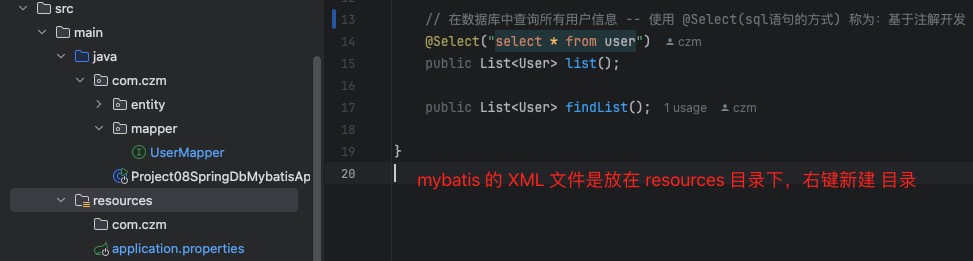 src
main
java
com.czm
entity
mapper
UserMapper
Project08SpringDbMybatisAp
resources
com.czm
application.properties
13 // 在数据库中查询所有用户信息 -- 使用 @Select(sql语句的方式) 称为：基于注解开发
14 @Select("select * from user") czm
15 public List<User> list();
16
17 public List<User> findList(); 1 usage czm
18
19 }
20
mybatis 的 XML 文件是放在 resources 目录下，右键新建 目录